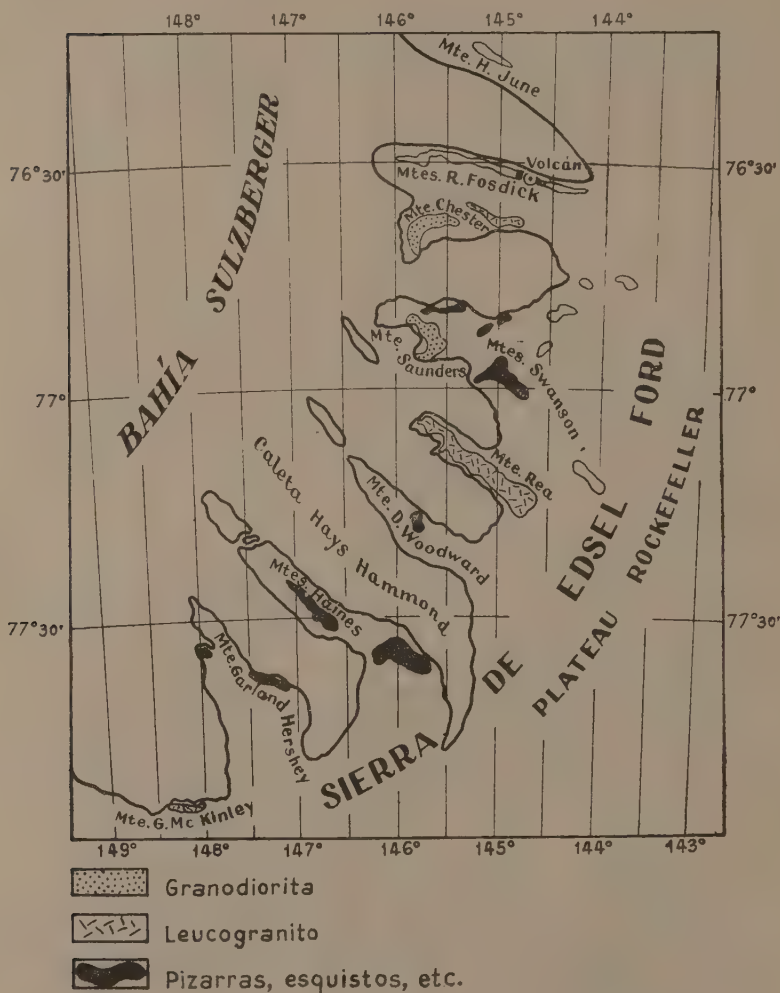 148° 147° 146° 145° 144°
Mte. H. June
BAHÍA SULZBERGER
76°30' 76°30'
Volcán
Mtes. R. Fosdick
Mte. Chester
Mte. Saunders
Mtes. Swanson
77° 77°
Mte. Rea
Caleta Hays Hammond
Mte. D. Woodward
Mtes. Haines
77°30' 77°30'
Mte. Garland Hershey
SIERRA DE EDSEL FORD
PLATEAU ROCKEFELLER
Mte. G. Mc Kinley
149° 148° 147° 146° 145° 144° 143°
Granodiorita
Leucogranito
Pizarras, esquistos, etc.